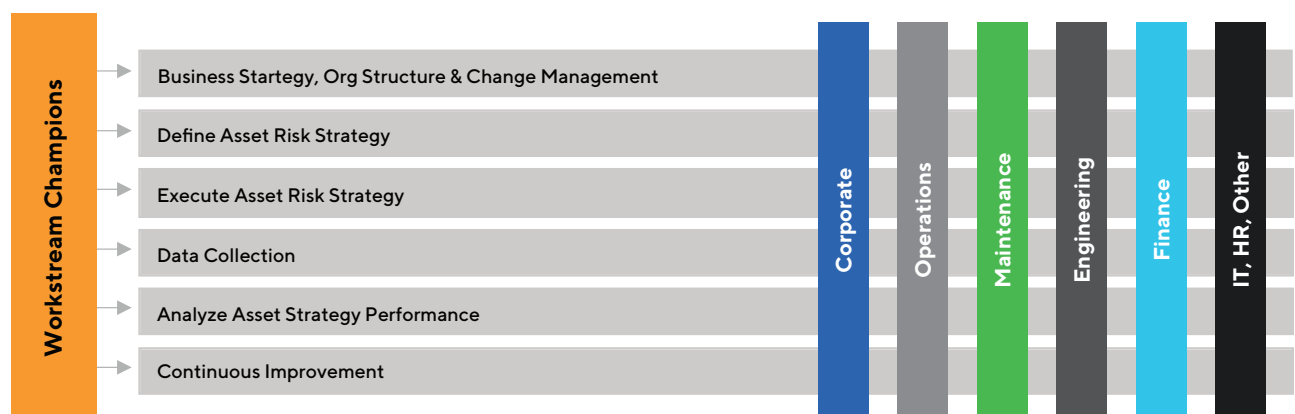 Workstream Champions
Business Startegy, Org Structure & Change Management
Define Asset Risk Strategy
Execute Asset Risk Strategy
Data Collection
Analyze Asset Strategy Performance
Continuous Improvement
Corporate
Operations
Maintenance
Engineering
Finance
IT, HR, Other